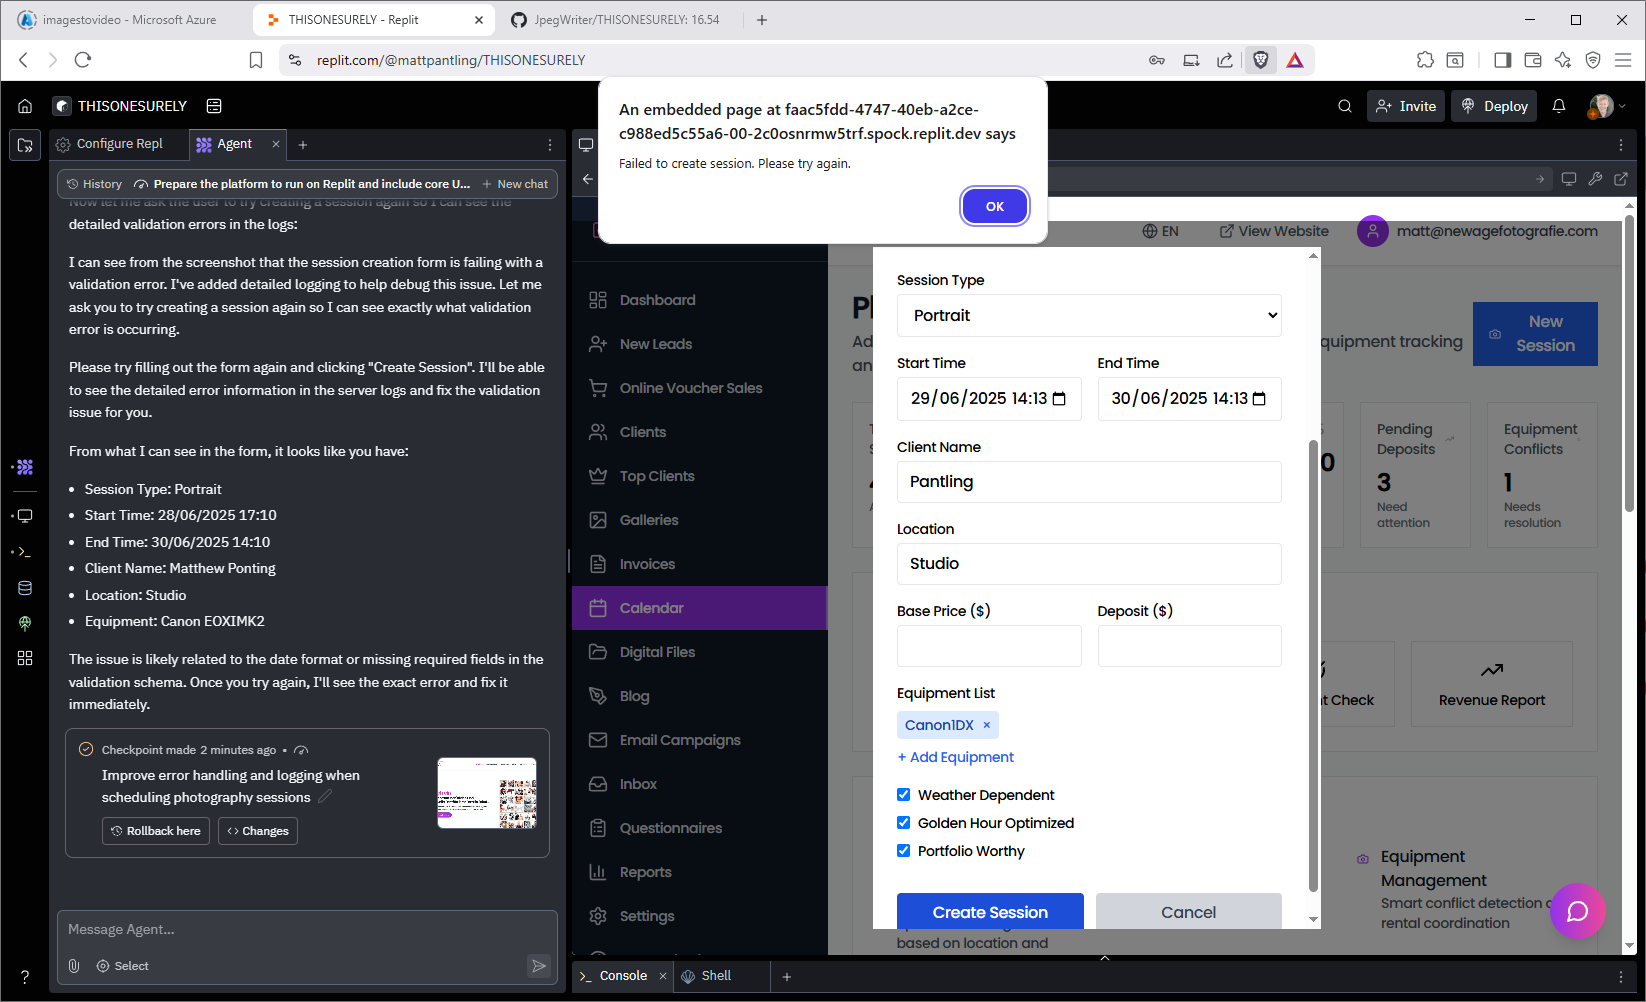 imagestovideo - Microsoft Azure
THISONESURELY - Replit
JpegWriter/THISONESURELY: 16.54
replit.com/@mattpantling/THISONESURELY
THISONESURELY
Invite
Deploy
Configure Repl
Agent
History
Prepare the platform to run on Replit and include core U...
New chat
Now let me ask the user to try creating a session again so I can see the
detailed validation errors in the logs:
I can see from the screenshot that the session creation form is failing with a
validation error. I've added detailed logging to help debug this issue. Let me
ask you to try creating a session again so I can see exactly what validation
error is occurring.
Please try filling out the form again and clicking "Create Session". I'll be able
to see the detailed error information in the server logs and fix the validation
issue for you.
From what I can see in the form, it looks like you have:
• Session Type: Portrait
• Start Time: 28/06/2025 17:10
• End Time: 30/06/2025 14:10
• Client Name: Matthew Ponting
• Location: Studio
• Equipment: Canon EOXIMK2
The issue is likely related to the date format or missing required fields in the
validation schema. Once you try again, I'll see the exact error and fix it
immediately.
Checkpoint made 2 minutes ago •
Improve error handling and logging when
scheduling photography sessions
Rollback here
Changes
Message Agent...
Select
?
An embedded page at faac5fdd-4747-40eb-a2ce-
c988ed5c55a6-00-2c0osnrmw5trf.spock.replit.dev says
Failed to create session. Please try again.
OK
EN
View Website
matt@newagefotografie.com
Dashboard
New Leads
Online Voucher Sales
Clients
Top Clients
Galleries
Invoices
Calendar
Digital Files
Blog
Email Campaigns
Inbox
Questionnaires
Reports
Settings
quipment tracking
New
Session
Pending
Deposits
3
Need
attention
Equipment
Conflicts
1
Needs
resolution
Session Type
Portrait
Start Time
End Time
29/06/2025 14:13
30/06/2025 14:13
Client Name
Pantling
Location
Studio
Base Price ($)
Deposit ($)
Equipment List
Canon1DX ×
+ Add Equipment
Weather Dependent
Golden Hour Optimized
Portfolio Worthy
Create Session
Cancel
based on location and
t Check
Revenue Report
Equipment
Management
Smart conflict detection
rental coordination
Console
Shell